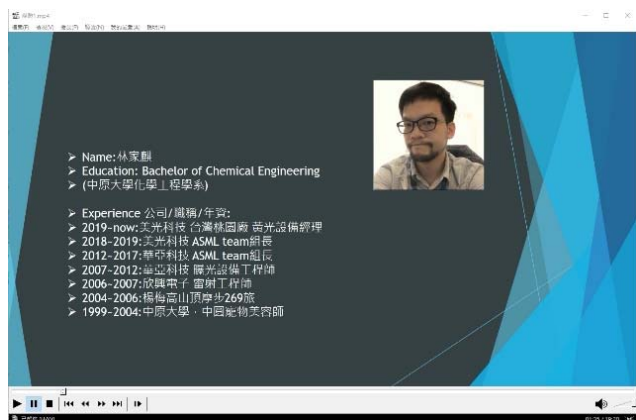 Name:林家麒
Education: Bachelor of Chemical Engineering
(中原大學化學工程學系)
Experience 公司/職稱/年資:
2019~now:美光科技 台灣桃園廠 黃光設備經理
2018~2019:美光科技 ASML team組長
2012~2017:華亞科技 ASML team組長
2007~2012:華亞科技 曝光設備工程師
2006~2007:欣興電子 雷射工程師
2004~2006:楊梅高山頂摩步269旅
1999~2004:中原大學,中國寵物美容師